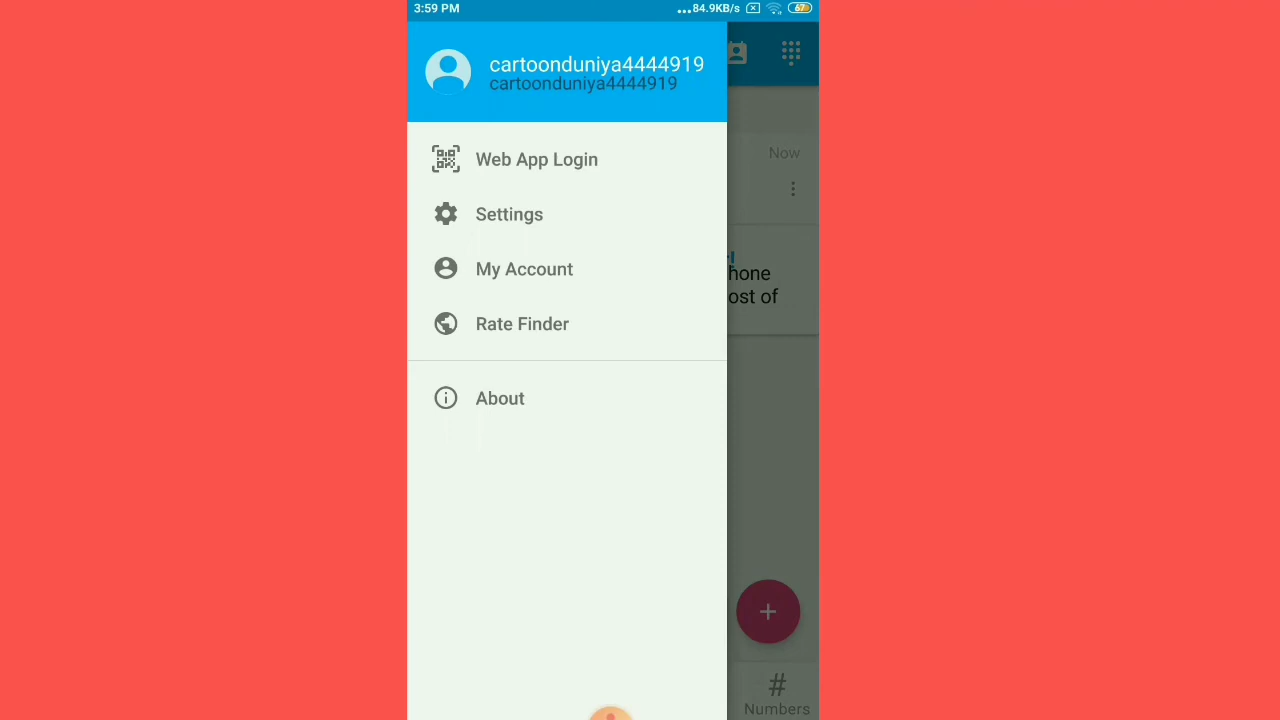 3:59 PM
...84.9KB/s
67
cartoonduniya4444919
cartoonduniya4444919
Web App Login
Now
Settings
My Account
hone
ost of
Rate Finder
About
+
#
Numbers